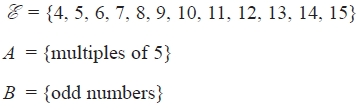 ℰ = {4, 5, 6, 7, 8, 9, 10, 11, 12, 13, 14, 15}
A = {multiples of 5}
B = {odd numbers}